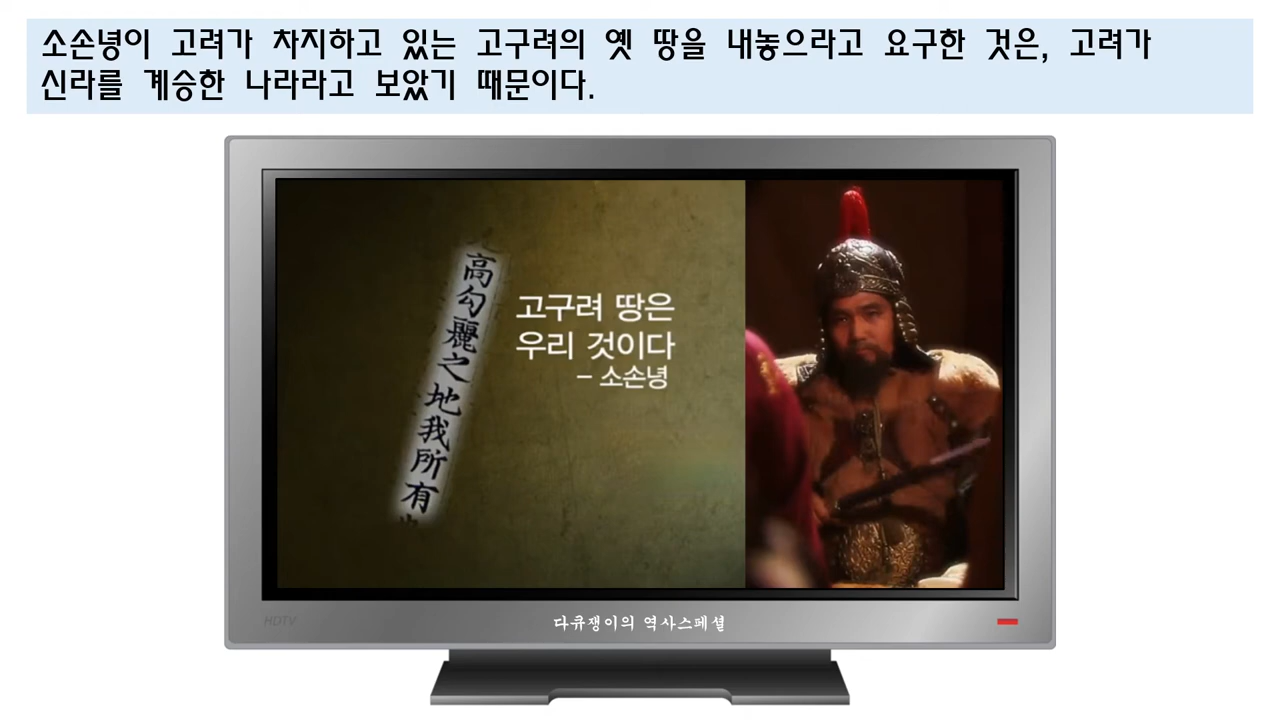 소손녕이 고려가 차지하고 있는 고구려의 옛 땅을 내놓으라고 요구한 것은, 고려가
신라를 계승한 나라라고 보았기 때문이다.
高勾麗之地我所有
고구려 땅은
우리 것이다
– 소손녕
HDTV
다큐쟁이의 역사스페셜